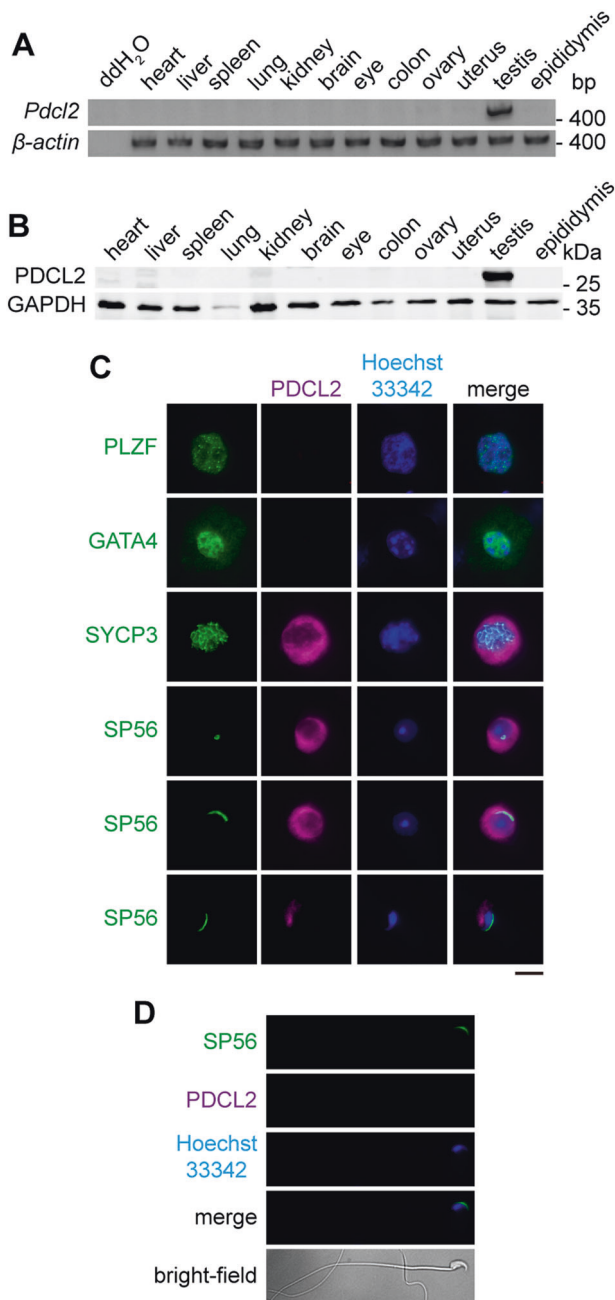 A
ddH2O heart liver spleen lung kidney brain eye colon ovary uterus testis epididymis
bp
Pdcl2
- 400
β-actin
- 400
B
heart liver spleen lung kidney brain eye colon ovary uterus testis epididymis
kDa
PDCL2
- 25
GAPDH
- 35
C
PDCL2 Hoechst 33342 merge
PLZF
GATA4
SYCP3
SP56
SP56
SP56
D
SP56
PDCL2
Hoechst
33342
merge
bright-field